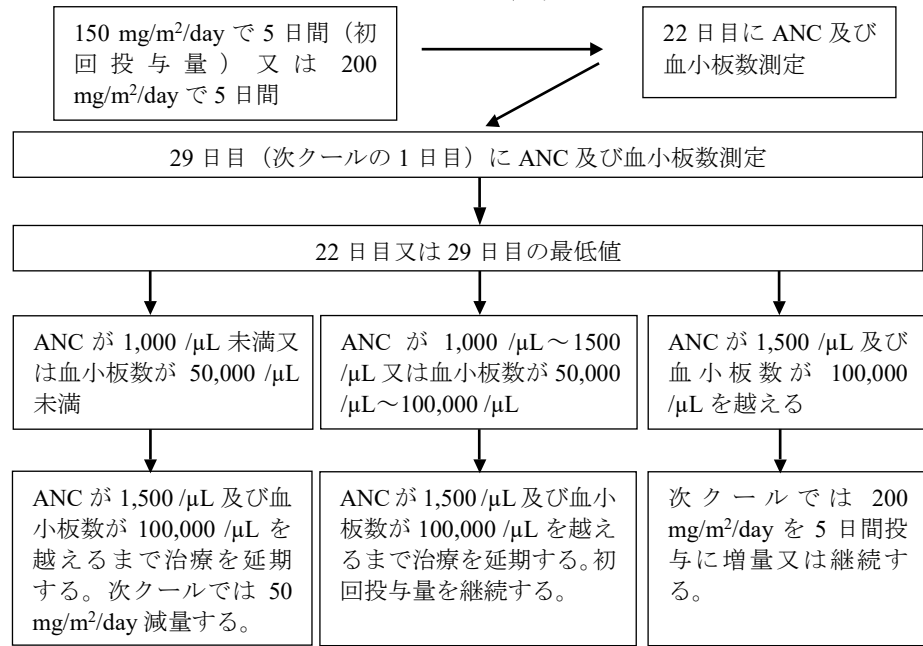 150 mg/m²/day で 5 日間（初
回投与量）又は 200
mg/m²/day で 5 日間
22 日目に ANC 及び
血小板数測定
29 日目（次クールの 1 日目）に ANC 及び血小板数測定
22 日目又は 29 日目の最低値
ANC が 1,000 /µL 未満又
は血小板数が 50,000 /µL
未満
ANC が 1,000 /µL～1500
/µL 又は血小板数が 50,000
/µL～100,000 /µL
ANC が 1,500 /µL 及び
血小板数が 100,000
/µL を越える
ANC が 1,500 /µL 及び血
小板数が 100,000 /µL を
越えるまで治療を延期
する。次クールでは 50
mg/m²/day 減量する。
ANC が 1,500 /µL 及び血小
板数が 100,000 /µL を越え
るまで治療を延期する。初
回投与量を継続する。
次クールでは 200
mg/m²/day を 5 日間投
与に増量又は継続す
る。